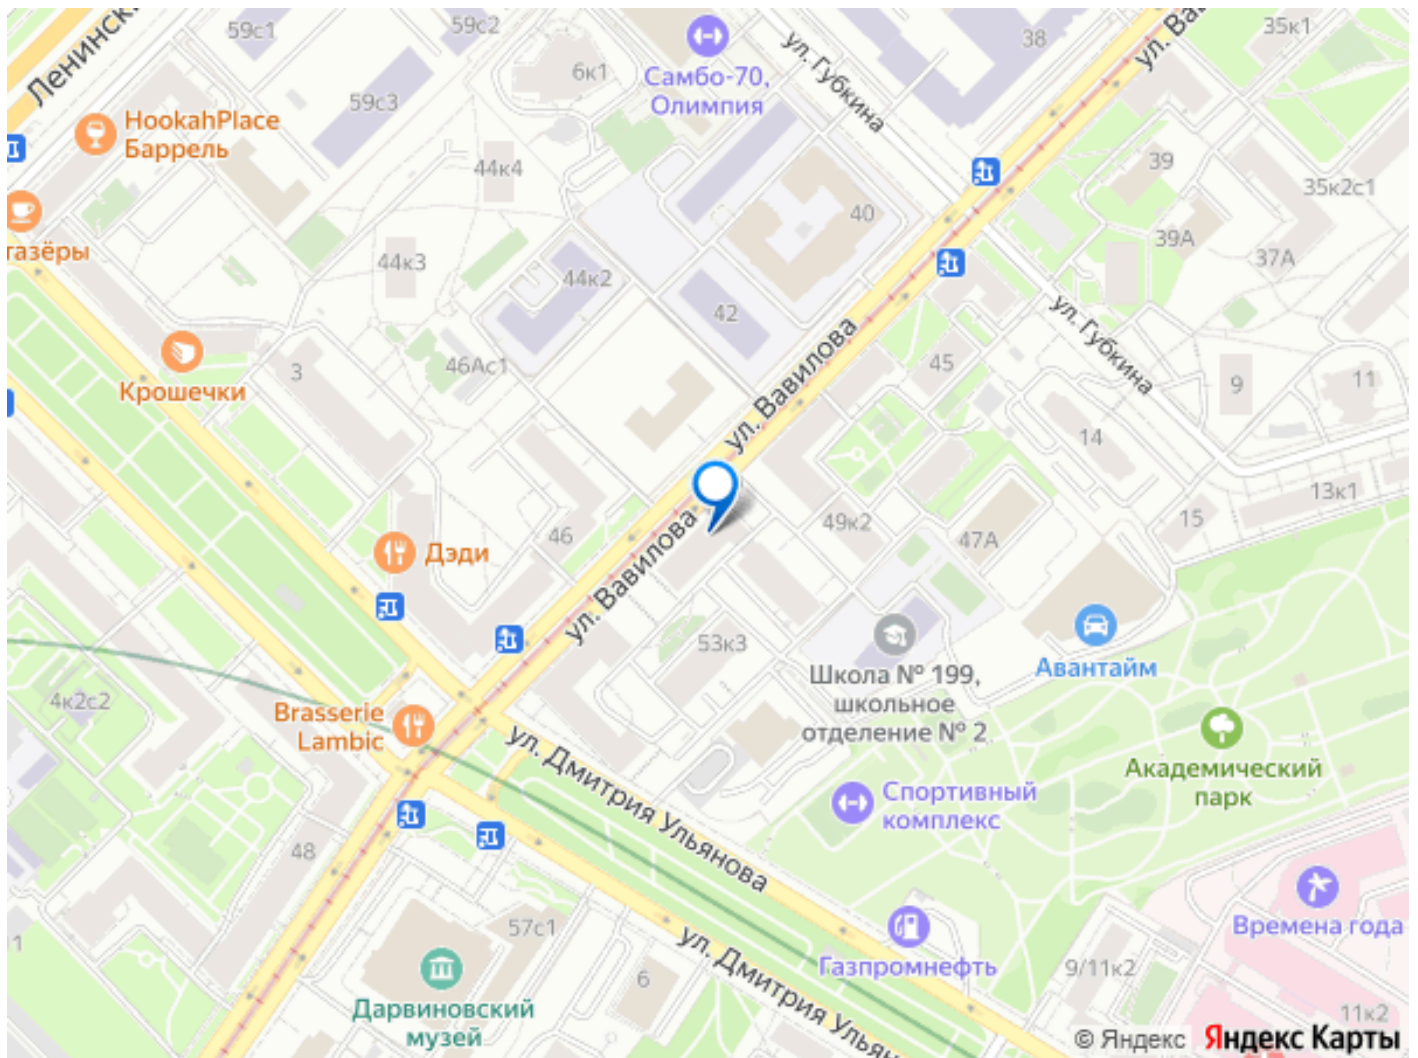 59с1
59с2
38
35к1
ул. Ва
Ленинск
6к1
Самбо-70,
Олимпия
ул. Губкина
59с3
HookahPlace
Баррель
44к4
39
35к2с1
40
газёры
44к3
44к2
39А
37А
42
ул. Губкина
46Ас1
ул. Вавилова
45
3
Крошечки
9
11
14
13к1
15
49к2
47А
46
ул. Вавилова
Дэди
53к3
Школа № 199,
школьное
отделение № 2
Авантайм
4к2с2
Brasserie
Lambic
ул. Дмитрия Ульянова
Академический
парк
Спортивный
комплекс
48
Времена года
57с1
1
ул. Дмитрия Ульян
Газпромнефть
9/11к2
6
Дарвиновский
музей
11к2
© Яндекс Яндекс Карты